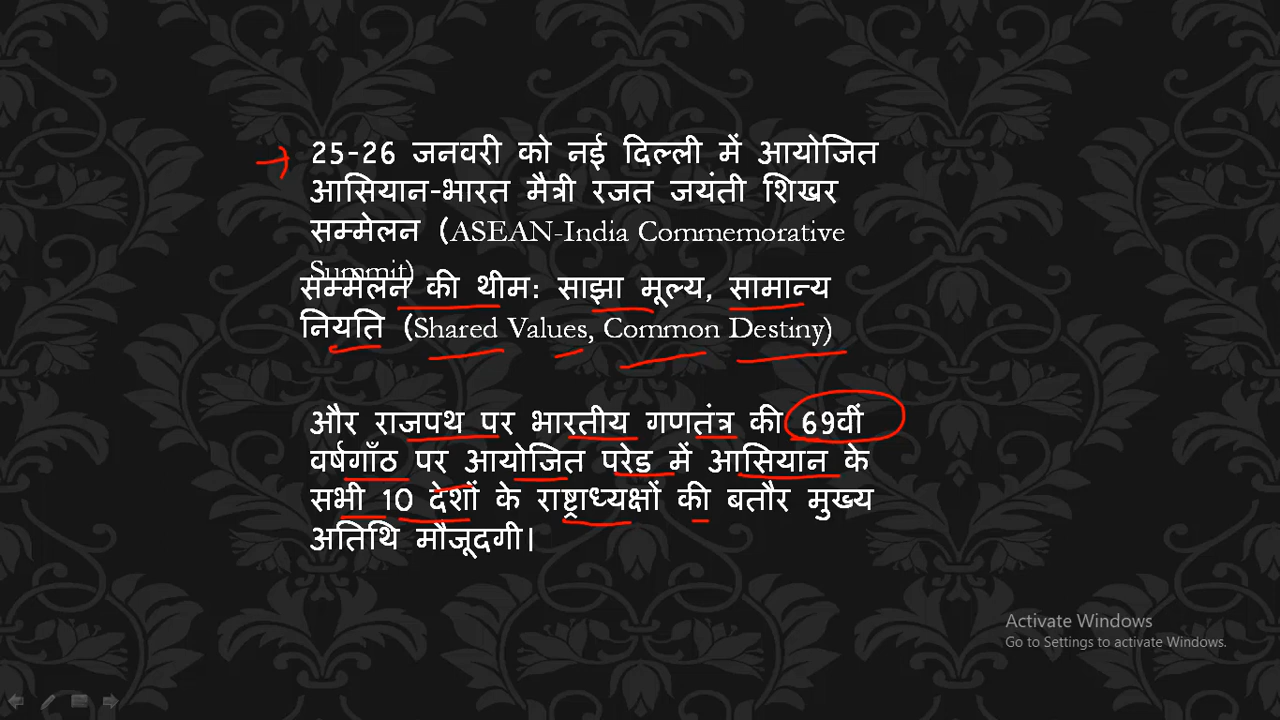 25-26 जनवरी को नई दिल्ली में आयोजित
आसियान-भारत मैत्री रजत जयंती शिखर
सम्मेलन (ASEAN-India Commemorative
Summit)
सम्मेलन की थीम: साझा मूल्य, सामान्य
नियति (Shared Values, Common Destiny)
और राजपथ पर भारतीय गणतंत्र की 69वीं
वर्षगाँठ पर आयोजित परेड में आसियान के
सभी 10 देशों के राष्ट्राध्यक्षों की बतौर मुख्य
अतिथि मौजूदगी।
Activate Windows
Go to Settings to activate Windows.